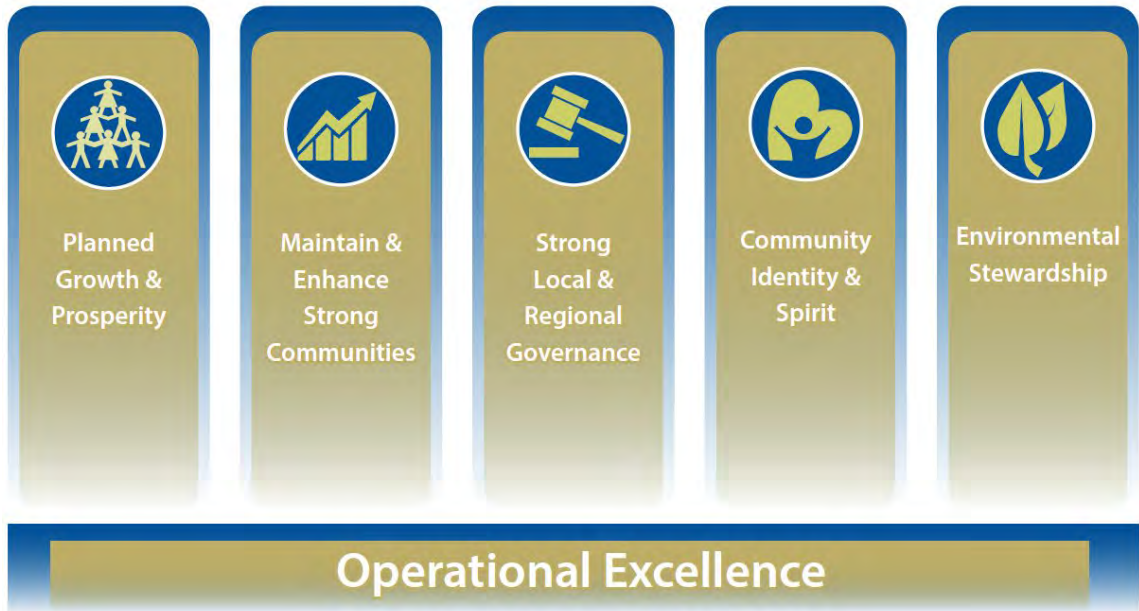 Planned
Growth &
Prosperity
Maintain &
Enhance
Strong
Communities
Strong
Local &
Regional
Governance
Community
Identity &
Spirit
Environmental
Stewardship
Operational Excellence